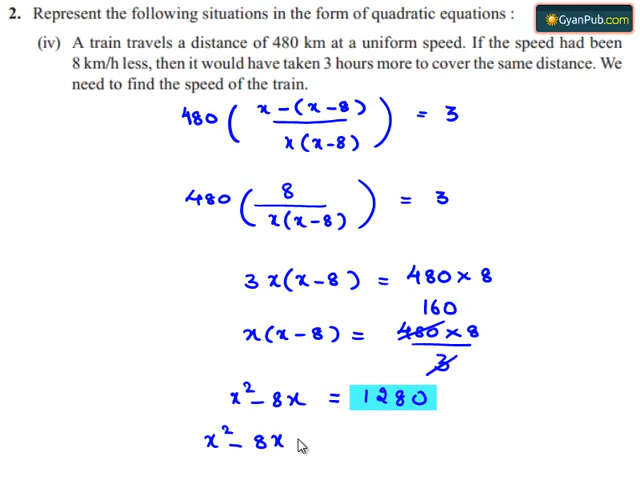 GyanPub.com
2. Represent the following situations in the form of quadratic equations :
(iv) A train travels a distance of 480 km at a uniform speed. If the speed had been
8 km/h less, then it would have taken 3 hours more to cover the same distance. We
need to find the speed of the train.
480 ( x - (x - 8) / x (x - 8) ) = 3
480 ( 8 / x (x - 8) ) = 3
3 x (x - 8) = 480 × 8
160
x (x - 8) = 480 × 8 / 3
x² - 8x = 1280
x² - 8x